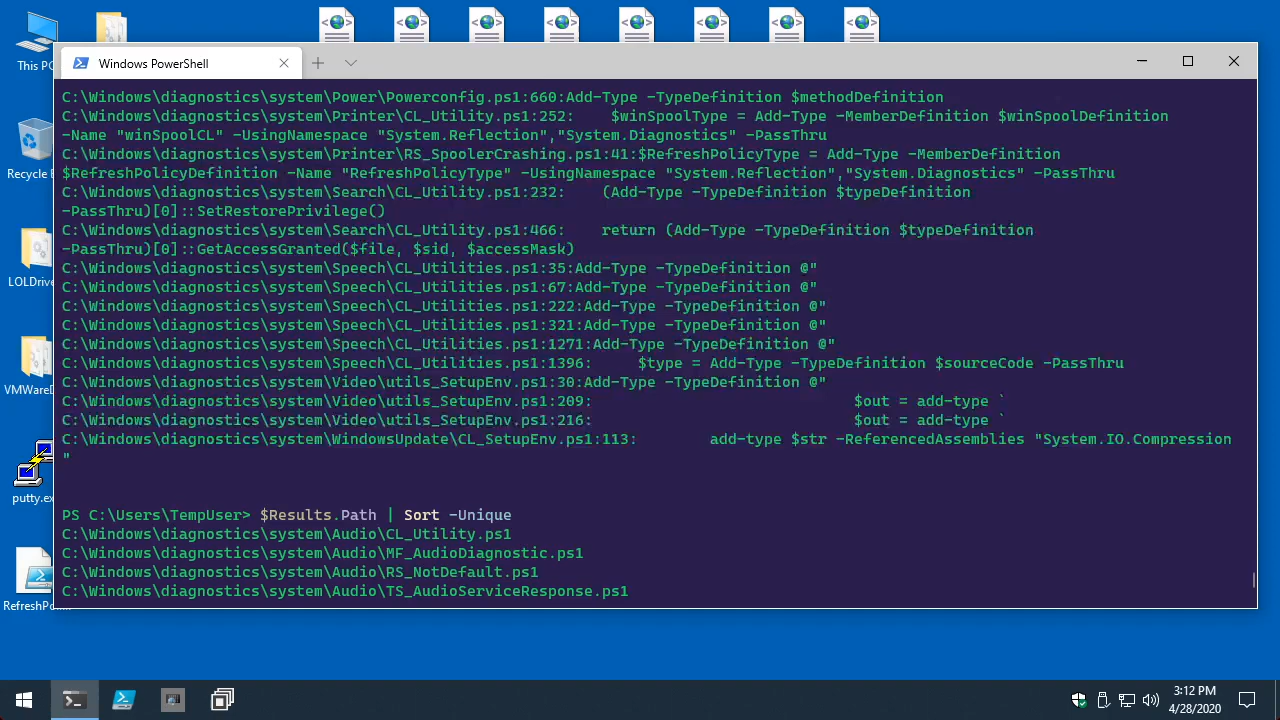 This PC
Recycle B
LOLDrive
VMWareD
putty.ex
RefreshPol...
Windows PowerShell
C:\Windows\diagnostics\system\Power\Powerconfig.ps1:660:Add-Type -TypeDefinition $methodDefinition
C:\Windows\diagnostics\system\Printer\CL_Utility.ps1:252:    $winSpoolType = Add-Type -MemberDefinition $winSpoolDefinition
-Name "winSpoolCL" -UsingNamespace "System.Reflection","System.Diagnostics" -PassThru
C:\Windows\diagnostics\system\Printer\RS_SpoolerCrashing.ps1:41:$RefreshPolicyType = Add-Type -MemberDefinition
$RefreshPolicyDefinition -Name "RefreshPolicyType" -UsingNamespace "System.Reflection","System.Diagnostics" -PassThru
C:\Windows\diagnostics\system\Search\CL_Utility.ps1:232:    (Add-Type -TypeDefinition $typeDefinition
-PassThru)[0]::SetRestorePrivilege()
C:\Windows\diagnostics\system\Search\CL_Utility.ps1:466:    return (Add-Type -TypeDefinition $typeDefinition
-PassThru)[0]::GetAccessGranted($file, $sid, $accessMask)
C:\Windows\diagnostics\system\Speech\CL_Utilities.ps1:35:Add-Type -TypeDefinition @"
C:\Windows\diagnostics\system\Speech\CL_Utilities.ps1:67:Add-Type -TypeDefinition @"
C:\Windows\diagnostics\system\Speech\CL_Utilities.ps1:222:Add-Type -TypeDefinition @"
C:\Windows\diagnostics\system\Speech\CL_Utilities.ps1:321:Add-Type -TypeDefinition @"
C:\Windows\diagnostics\system\Speech\CL_Utilities.ps1:1271:Add-Type -TypeDefinition @"
C:\Windows\diagnostics\system\Speech\CL_Utilities.ps1:1396:     $type = Add-Type -TypeDefinition $sourceCode -PassThru
C:\Windows\diagnostics\system\Video\utils_SetupEnv.ps1:30:Add-Type -TypeDefinition @"
C:\Windows\diagnostics\system\Video\utils_SetupEnv.ps1:209:                             $out = add-type `
C:\Windows\diagnostics\system\Video\utils_SetupEnv.ps1:216:                             $out = add-type `
C:\Windows\diagnostics\system\WindowsUpdate\CL_SetupEnv.ps1:113:        add-type $str -ReferencedAssemblies "System.IO.Compression
"
PS C:\Users\TempUser> $Results.Path | Sort -Unique
C:\Windows\diagnostics\system\Audio\CL_Utility.ps1
C:\Windows\diagnostics\system\Audio\MF_AudioDiagnostic.ps1
C:\Windows\diagnostics\system\Audio\RS_NotDefault.ps1
C:\Windows\diagnostics\system\Audio\TS_AudioServiceResponse.ps1
3:12 PM
4/28/2020